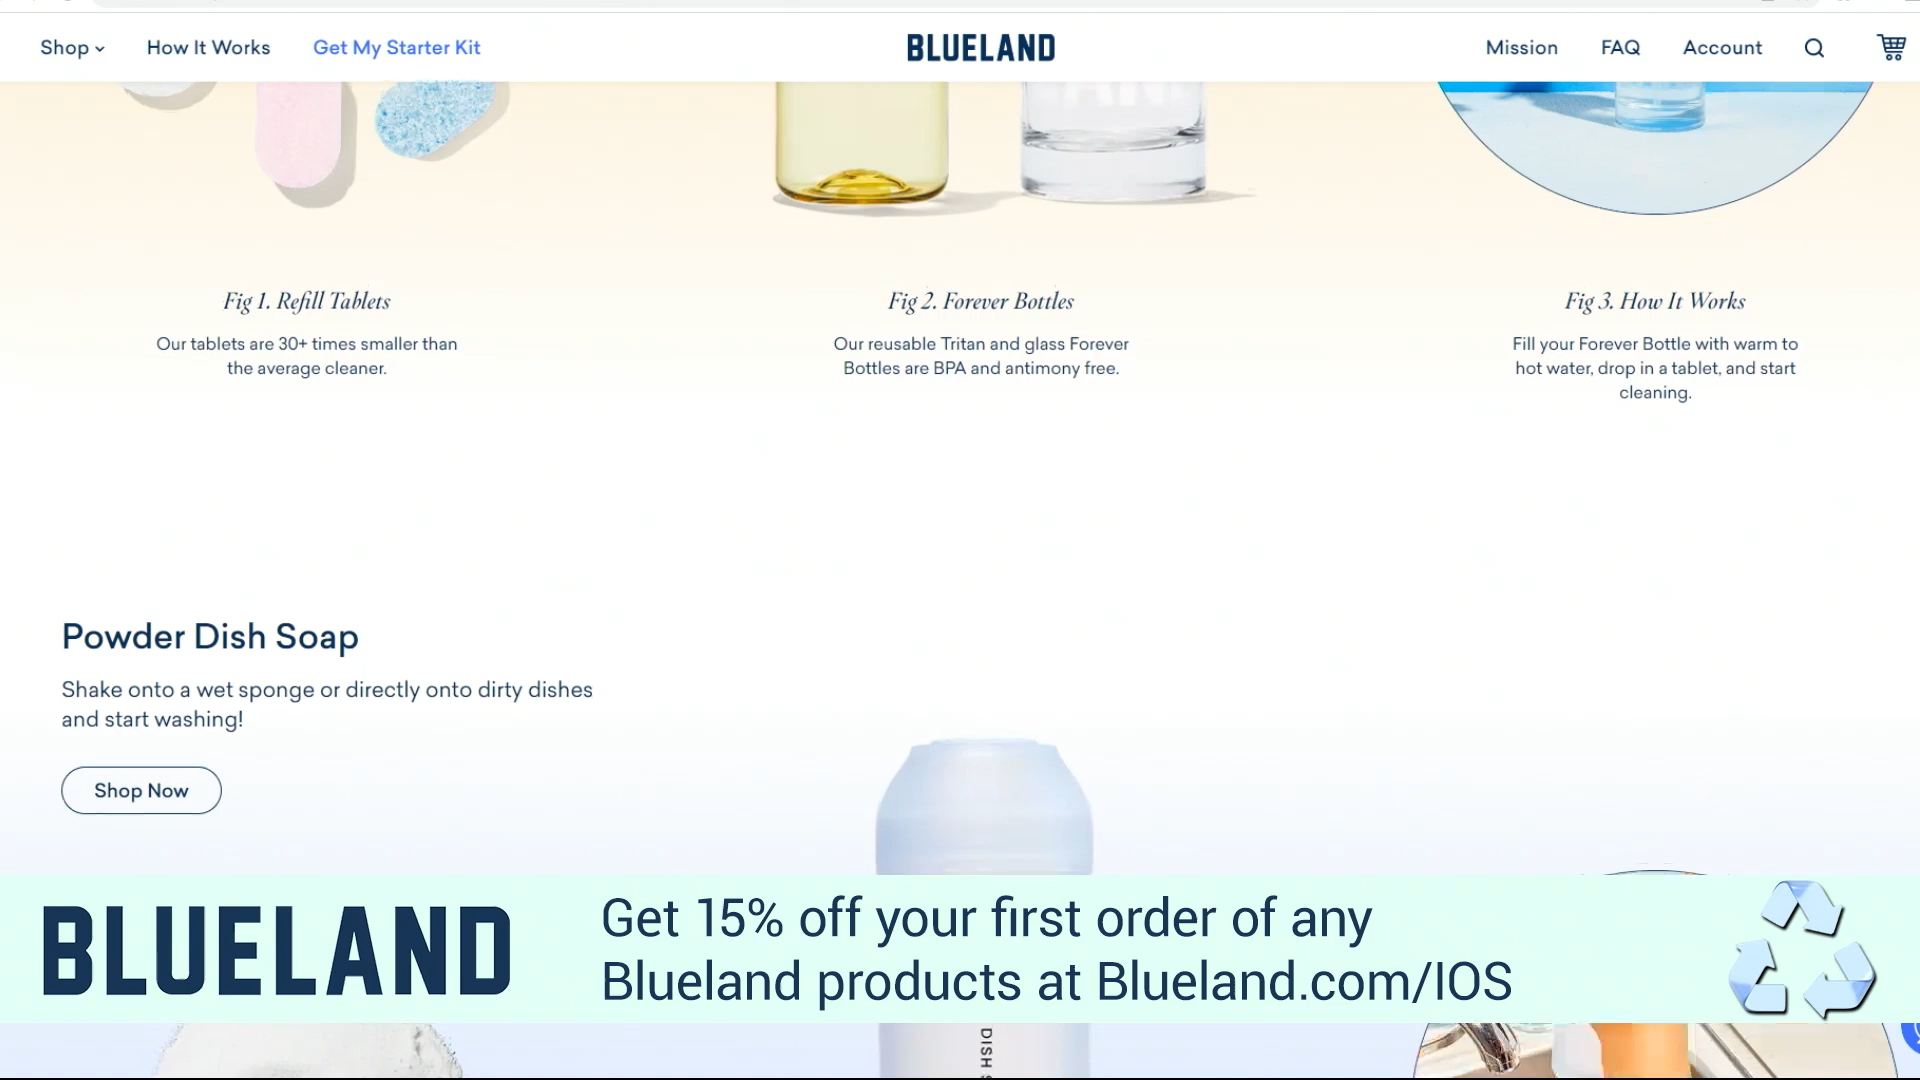 Shop
How It Works
Get My Starter Kit
BLUELAND
Mission
FAQ
Account
Fig 1. Refill Tablets
Our tablets are 30+ times smaller than
the average cleaner.
Fig 2. Forever Bottles
Our reusable Tritan and glass Forever
Bottles are BPA and antimony free.
Fig 3. How It Works
Fill your Forever Bottle with warm to
hot water, drop in a tablet, and start
cleaning.
Powder Dish Soap
Shake onto a wet sponge or directly onto dirty dishes
and start washing!
Shop Now
BLUELAND
Get 15% off your first order of any
Blueland products at Blueland.com/IOS
DISH